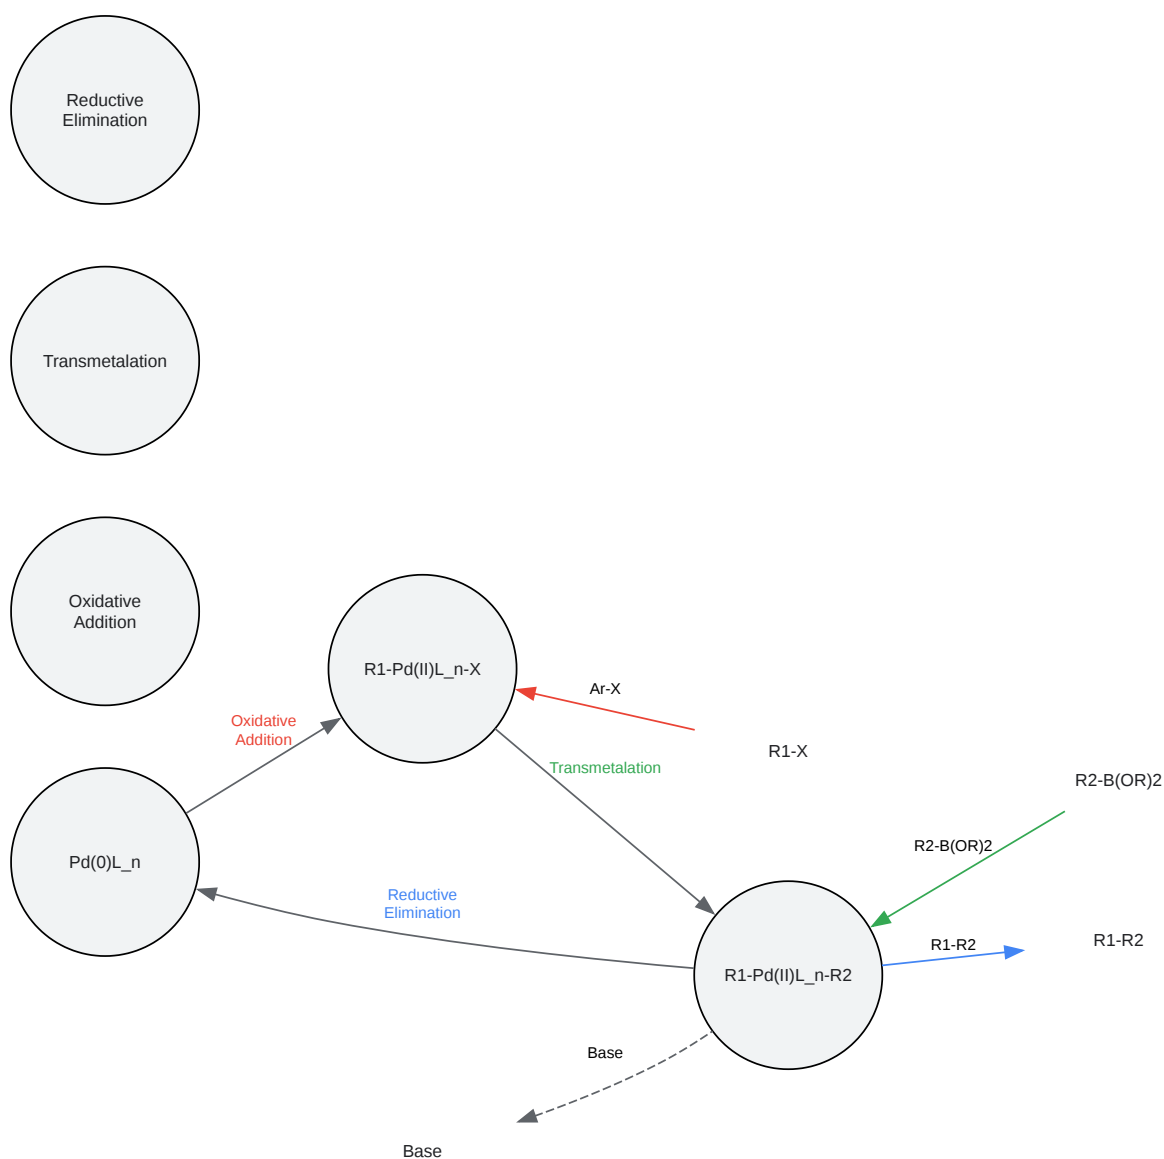 Reductive
Elimination
Transmetalation
Oxidative
Addition
R1-Pd(II)L_n-X
Ar-X
Oxidative
Addition
R1-X
Transmetalation
R2-B(OR)2
R2-B(OR)2
Pd(0)L_n
Reductive
Elimination
R1-R2
R1-R2
R1-Pd(II)L_n-R2
Base
Base